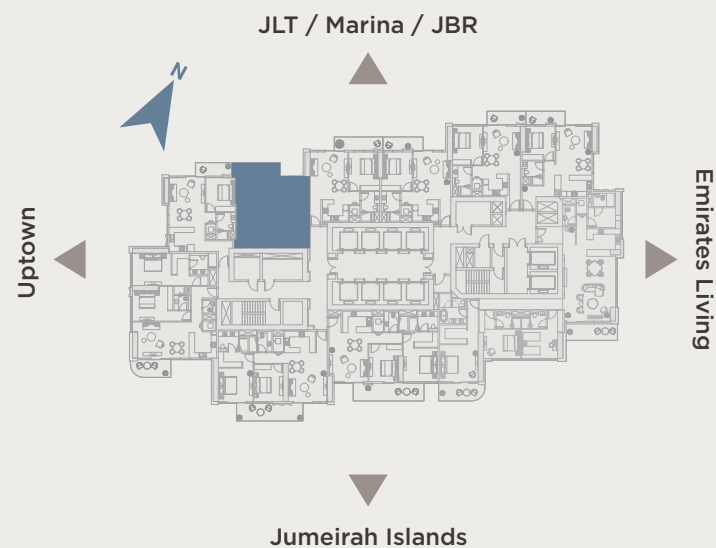 JLT / Marina / JBR
N
Uptown
Emirates Living
Jumeirah Islands